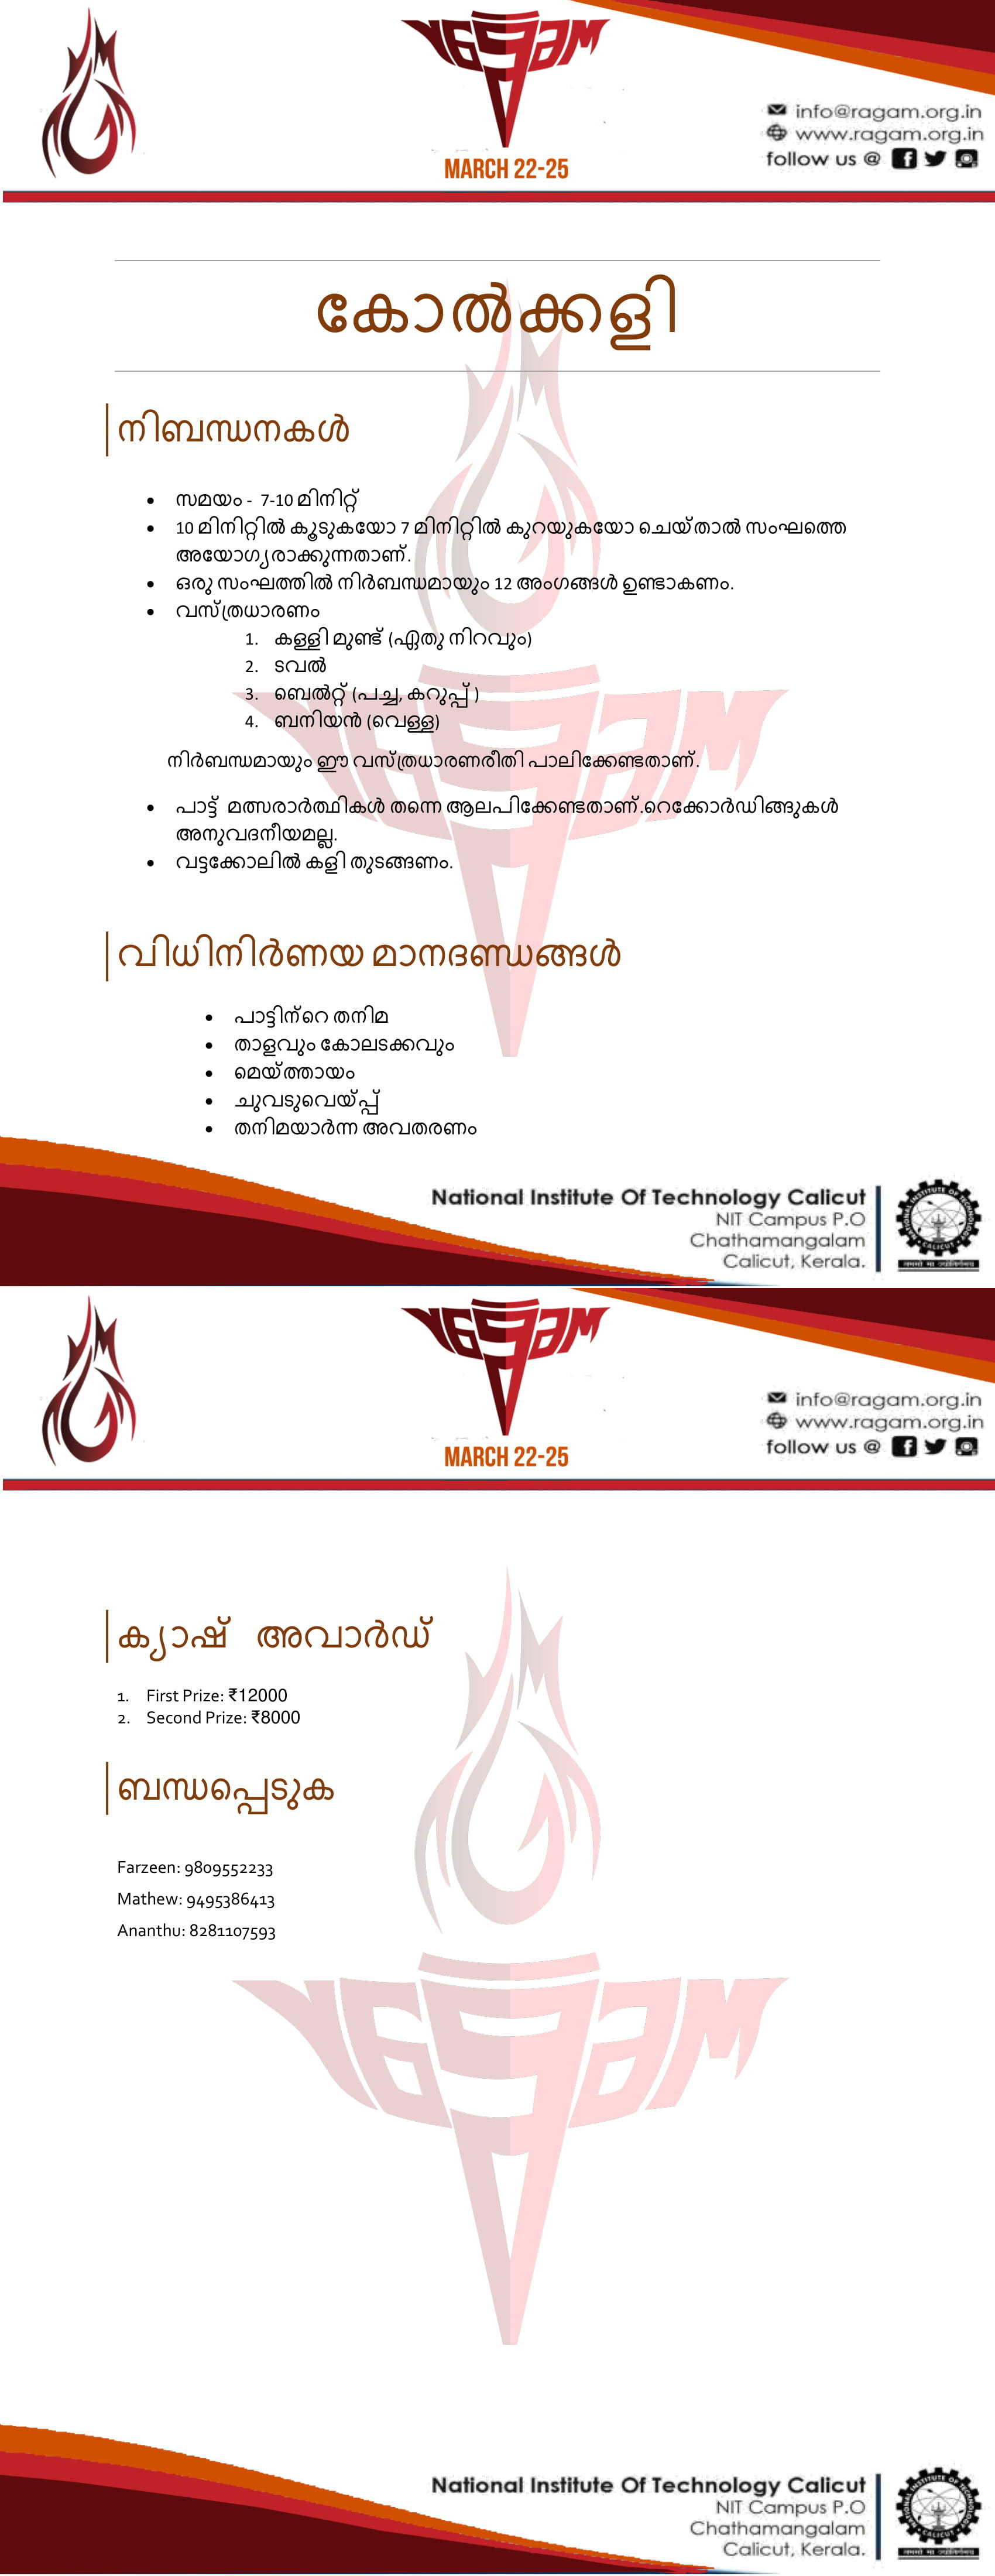 ragam
MARCH 22-25
info@ragam.org.in
www.ragam.org.in
follow us @
കോൽക്കളി
നിബന്ധനകൾ
• സമയം - 7-10 മിനിറ്റ്
• 10 മിനിറ്റിൽ കൂടുകയോ 7 മിനിറ്റിൽ കുറയുകയോ ചെയ്താൽ സംഘത്തെ
അയോഗ്യരാക്കുന്നതാണ്.
• ഒരു സംഘത്തിൽ നിർബന്ധമായും 12 അംഗങ്ങൾ ഉണ്ടാകണം.
• വസ്ത്രധാരണം
1. കള്ളി മുണ്ട് (ഏതു നിറവും)
2. ടവൽ
3. ബെൽറ്റ് (പച്ച, കറുപ്പ് )
4. ബനിയൻ (വെള്ള)
നിർബന്ധമായും ഈ വസ്ത്രധാരണരീതി പാലിക്കേണ്ടതാണ്.
• പാട്ട് മത്സരാർത്ഥികൾ തന്നെ ആലപിക്കേണ്ടതാണ്.റെക്കോർഡിങ്ങുകൾ
അനുവദനീയമല്ല.
• വട്ടക്കോലിൽ കളി തുടങ്ങണം.
വിധിനിർണയ മാനദണ്ഡങ്ങൾ
• പാട്ടിന്റെ തനിമ
• താളവും കോലടക്കവും
• മെയ്ത്തായം
• ചുവടുവെയ്പ്പ്
• തനിമയാർന്ന അവതരണം
National Institute Of Technology Calicut
NIT Campus P.O
Chathamangalam
Calicut, Kerala.
ragam
MARCH 22-25
info@ragam.org.in
www.ragam.org.in
follow us @
ക്യാഷ് അവാർഡ്
1. First Prize: ₹12000
2. Second Prize: ₹8000
ബന്ധപ്പെടുക
Farzeen: 9809552233
Mathew: 9495386413
Ananthu: 8281107593
ragam
National Institute Of Technology Calicut
NIT Campus P.O
Chathamangalam
Calicut, Kerala.